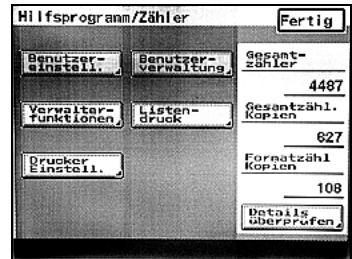 Hilfsprogramm/Zähler
Fertig
Benutzer-
einstell.
Benutzer-
verwaltung
Verwalter-
funktionen
Listen-
druck
Drucker
Einstell.
Gesamt-
zähler
4487
Gesamtzähl.
Kopien
627
Formatzähl
Kopien
108
Details
überprüfen